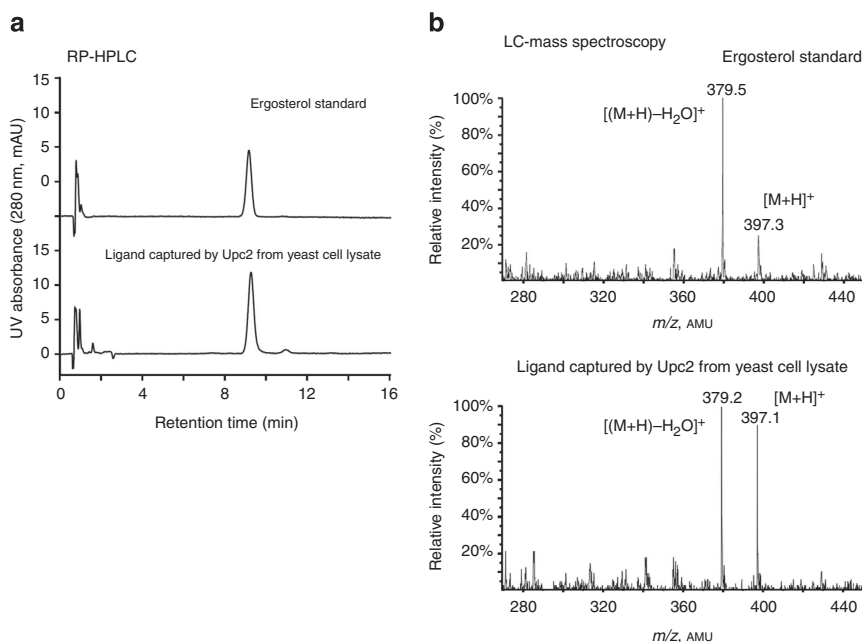 a
RP-HPLC
15
Ergosterol standard
10
5
0
15
Ligand captured by Upc2 from yeast cell lysate
10
5
0
UV absorbance (280 nm, mAU)
0 4 8 12 16
Retention time (min)
b
LC-mass spectroscopy
Ergosterol standard
379.5
100%
[(M+H)–H₂O]⁺
80%
60%
[M+H]⁺
40%
397.3
20%
Relative intensity (%)
280 320 360 400 440
m/z, AMU
Ligand captured by Upc2 from yeast cell lysate
379.2 [M+H]⁺
100%
397.1
[(M+H)–H₂O]⁺
80%
60%
40%
20%
Relative intensity (%)
280 320 360 400 440
m/z, AMU